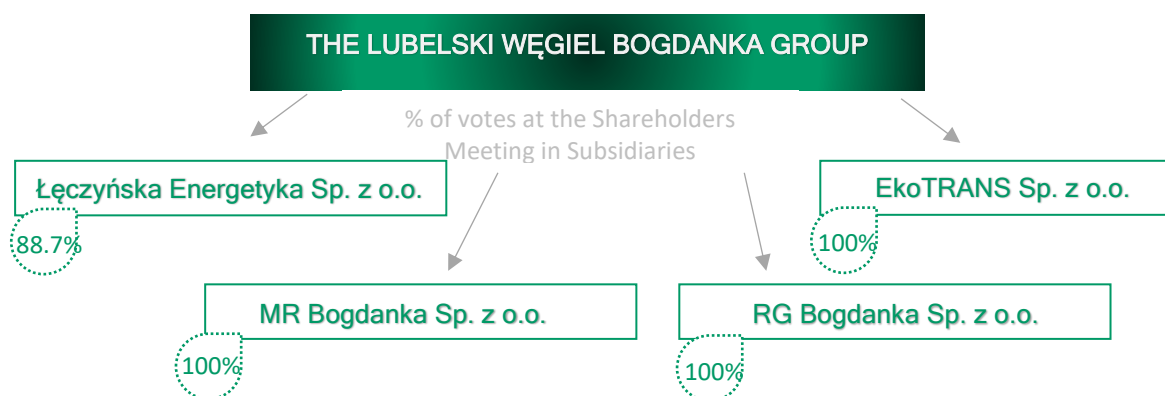 THE LUBELSKI WĘGIEL BOGDANKA GROUP
% of votes at the Shareholders
Meeting in Subsidiaries
Łęczyńska Energetyka Sp. z o.o.
88.7%
EkoTRANS Sp. z o.o.
100%
MR Bogdanka Sp. z o.o.
100%
RG Bogdanka Sp. z o.o.
100%